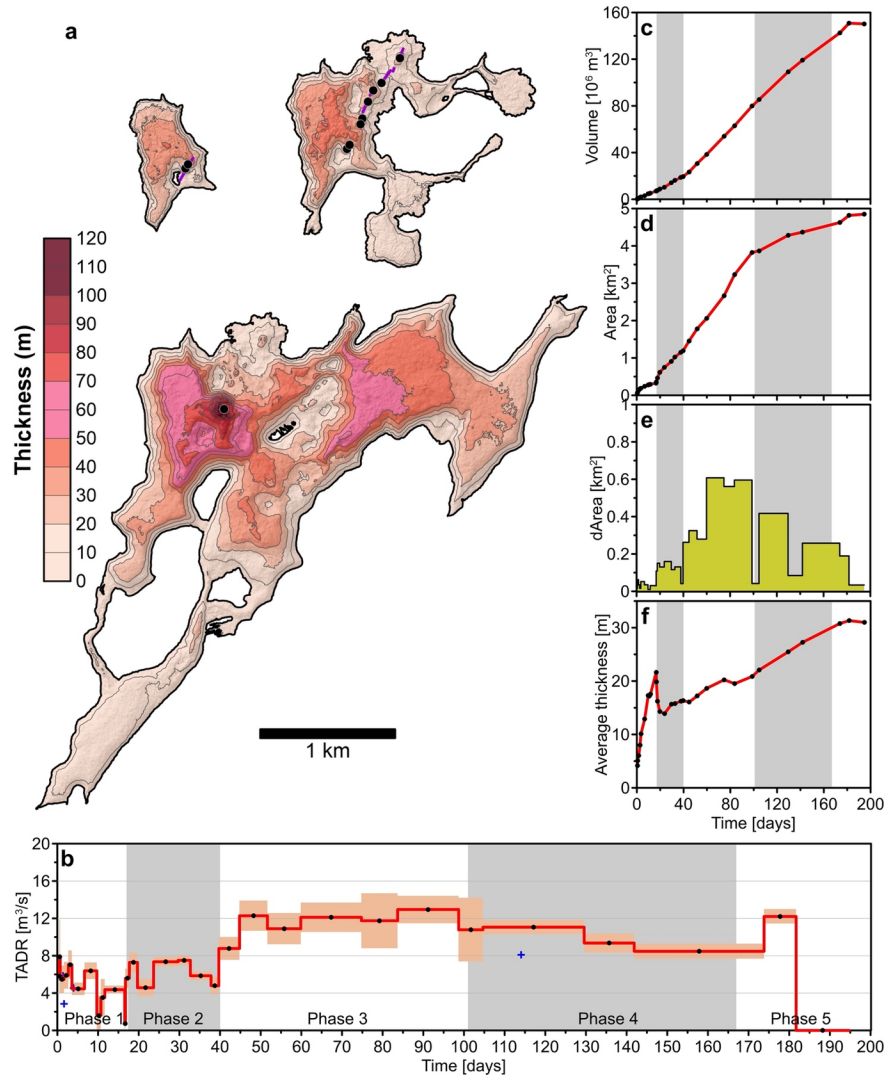 a
Thickness (m)
120
110
100
90
80
70
60
50
40
30
20
10
0
1 km
c
Volume [10⁶ m³]
160
120
80
40
0
d
Area [km²]
5
4
3
2
1
0
e
dArea [km²]
1
0.8
0.6
0.4
0.2
0
f
Average thickness [m]
30
20
10
0
0 40 80 120 160 200
Time [days]
b
TADR [m³/s]
20
16
12
8
4
0
Phase 1 Phase 2 Phase 3 Phase 4 Phase 5
0 10 20 30 40 50 60 70 80 90 100 110 120 130 140 150 160 170 180 190 200
Time [days]